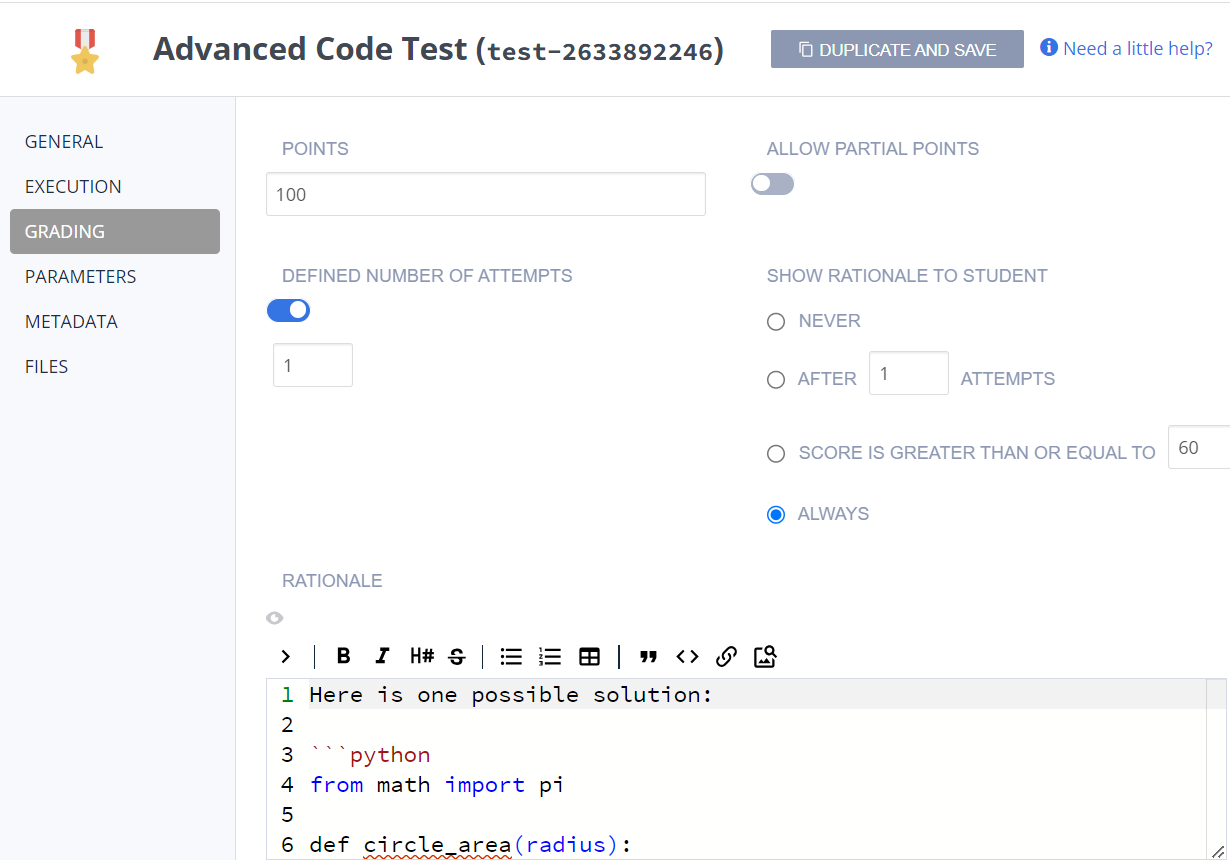 Advanced Code Test (test-2633892246)
DUPLICATE AND SAVE
Need a little help?
GENERAL
EXECUTION
GRADING
PARAMETERS
METADATA
FILES
POINTS
100
ALLOW PARTIAL POINTS
DEFINED NUMBER OF ATTEMPTS
1
SHOW RATIONALE TO STUDENT
NEVER
AFTER 1 ATTEMPTS
SCORE IS GREATER THAN OR EQUAL TO 60
ALWAYS
RATIONALE
B I H# S
1 Here is one possible solution:
2
3 ```python
4 from math import pi
5
6 def circle_area(radius):